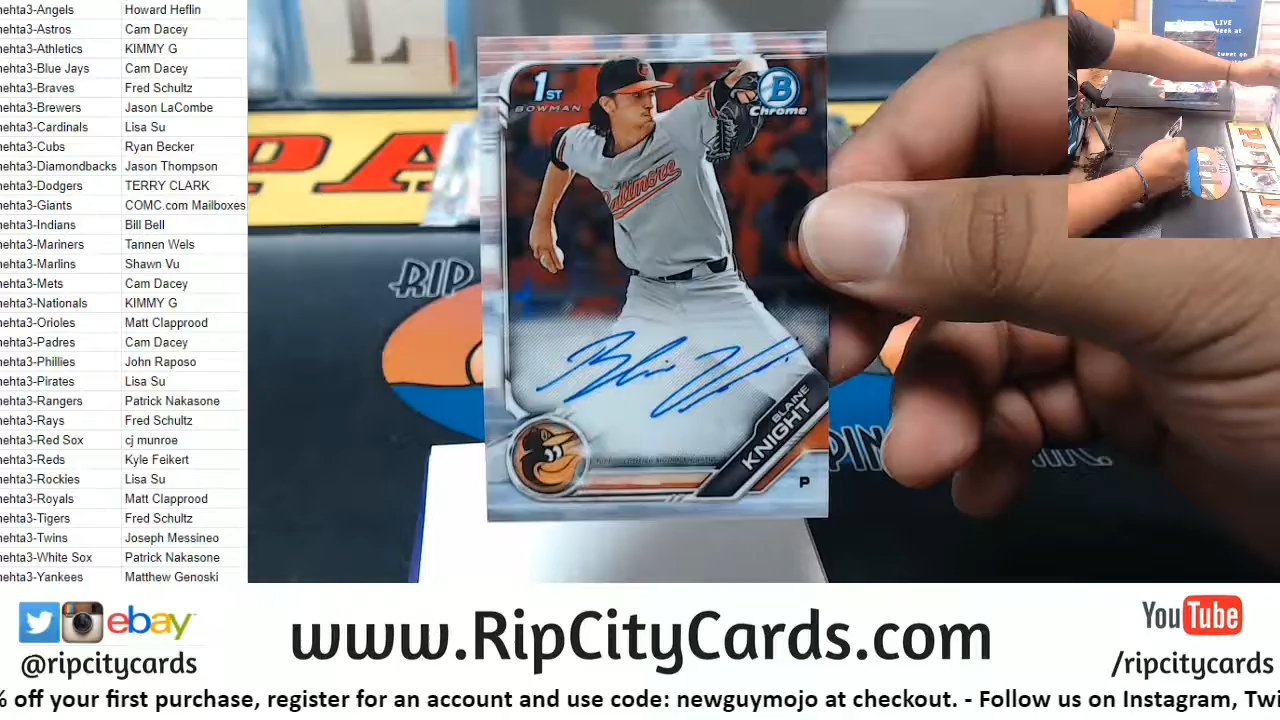 nehta3-Angels Howard Heflin
nehta3-Astros Cam Dacey
nehta3-Athletics KIMMY G
nehta3-Blue Jays Cam Dacey
nehta3-Braves Fred Schultz
nehta3-Brewers Jason LaCombe
nehta3-Cardinals Lisa Su
nehta3-Cubs Ryan Becker
nehta3-Diamondbacks Jason Thompson
nehta3-Dodgers TERRY CLARK
nehta3-Giants COMC.com Mailboxes
nehta3-Indians Bill Bell
nehta3-Mariners Tannen Wels
nehta3-Marlins Shawn Vu
nehta3-Mets Cam Dacey
nehta3-Nationals KIMMY G
nehta3-Orioles Matt Clapprood
nehta3-Padres Cam Dacey
nehta3-Phillies John Raposo
nehta3-Pirates Lisa Su
nehta3-Rangers Patrick Nakasone
nehta3-Rays Fred Schultz
nehta3-Red Sox cj munroe
nehta3-Reds Kyle Feikert
nehta3-Rockies Lisa Su
nehta3-Royals Matt Clapprood
nehta3-Tigers Fred Schultz
nehta3-Twins Joseph Messineo
nehta3-White Sox Patrick Nakasone
nehta3-Yankees Matthew Genoski
PA
RIP
1ST
BOWMAN
B
Chrome
Baltimore
BLAINE
KNIGHT
P
LIVE
ebay
@ripcitycards
www.RipCityCards.com
YouTube
/ripcitycards
% off your first purchase, register for an account and use code: newguymojo at checkout. - Follow us on Instagram, Twi